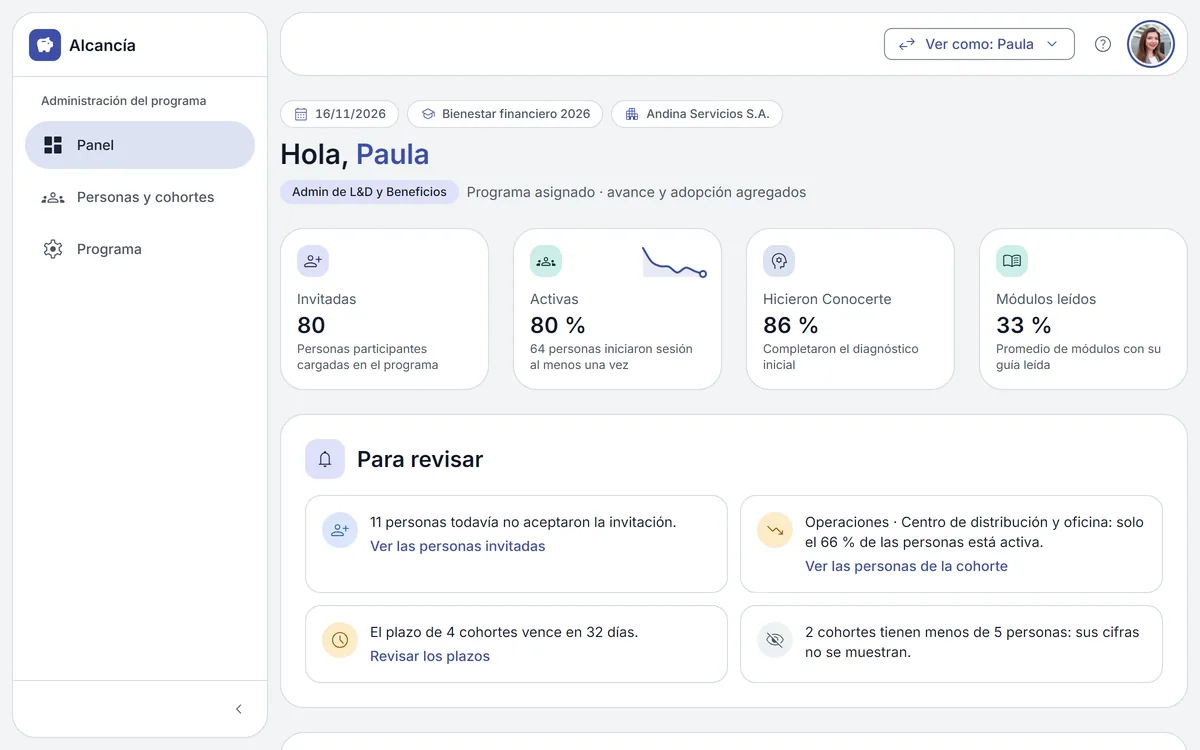 Alcancía
Ver como: Paula
Administración del programa
Panel
Personas y cohortes
Programa
16/11/2026
Bienestar financiero 2026
Andina Servicios S.A.
Hola, Paula
Admin de L&D y Beneficios
Programa asignado · avance y adopción agregados
Invitadas
80
Personas participantes
cargadas en el programa
Activas
80 %
64 personas iniciaron sesión
al menos una vez
Hicieron Conocerte
86 %
Completaron el diagnóstico
inicial
Módulos leídos
33 %
Promedio de módulos con su
guía leída
Para revisar
11 personas todavía no aceptaron la invitación.
Ver las personas invitadas
Operaciones · Centro de distribución y oficina: solo
el 66 % de las personas está activa.
Ver las personas de la cohorte
El plazo de 4 cohortes vence en 32 días.
Revisar los plazos
2 cohortes tienen menos de 5 personas: sus cifras
no se muestran.